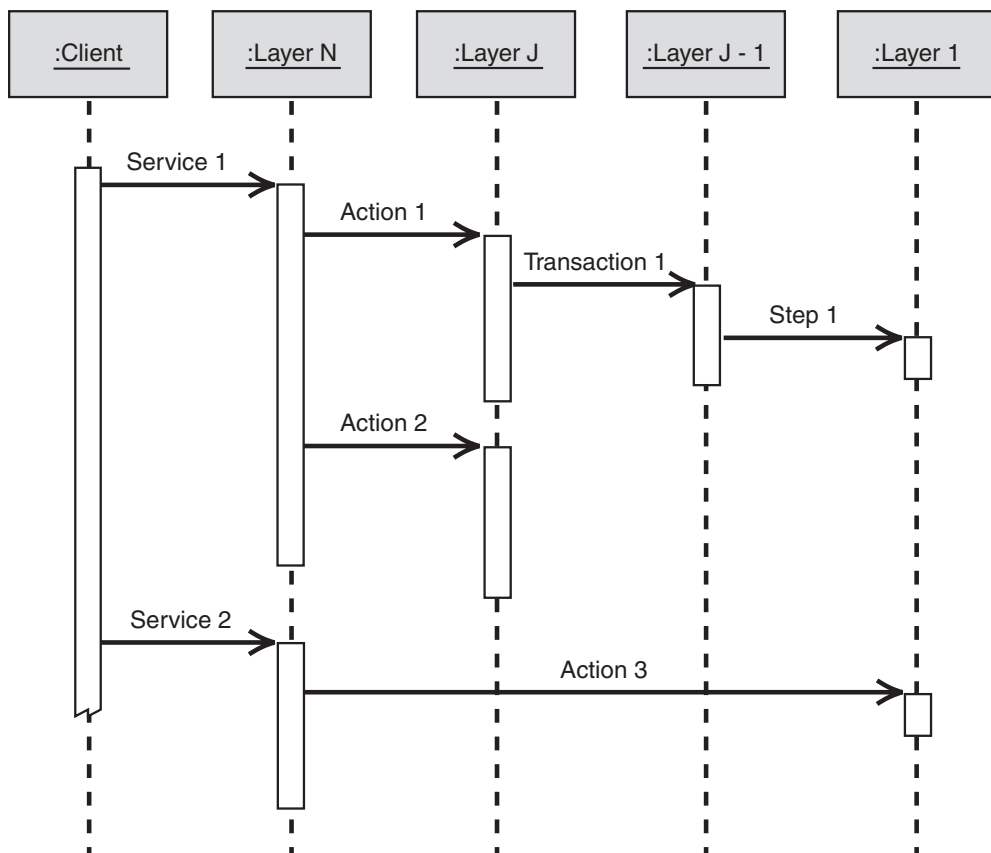 :Client
:Layer N
:Layer J
:Layer J - 1
:Layer 1
Service 1
Action 1
Transaction 1
Step 1
Action 2
Service 2
Action 3